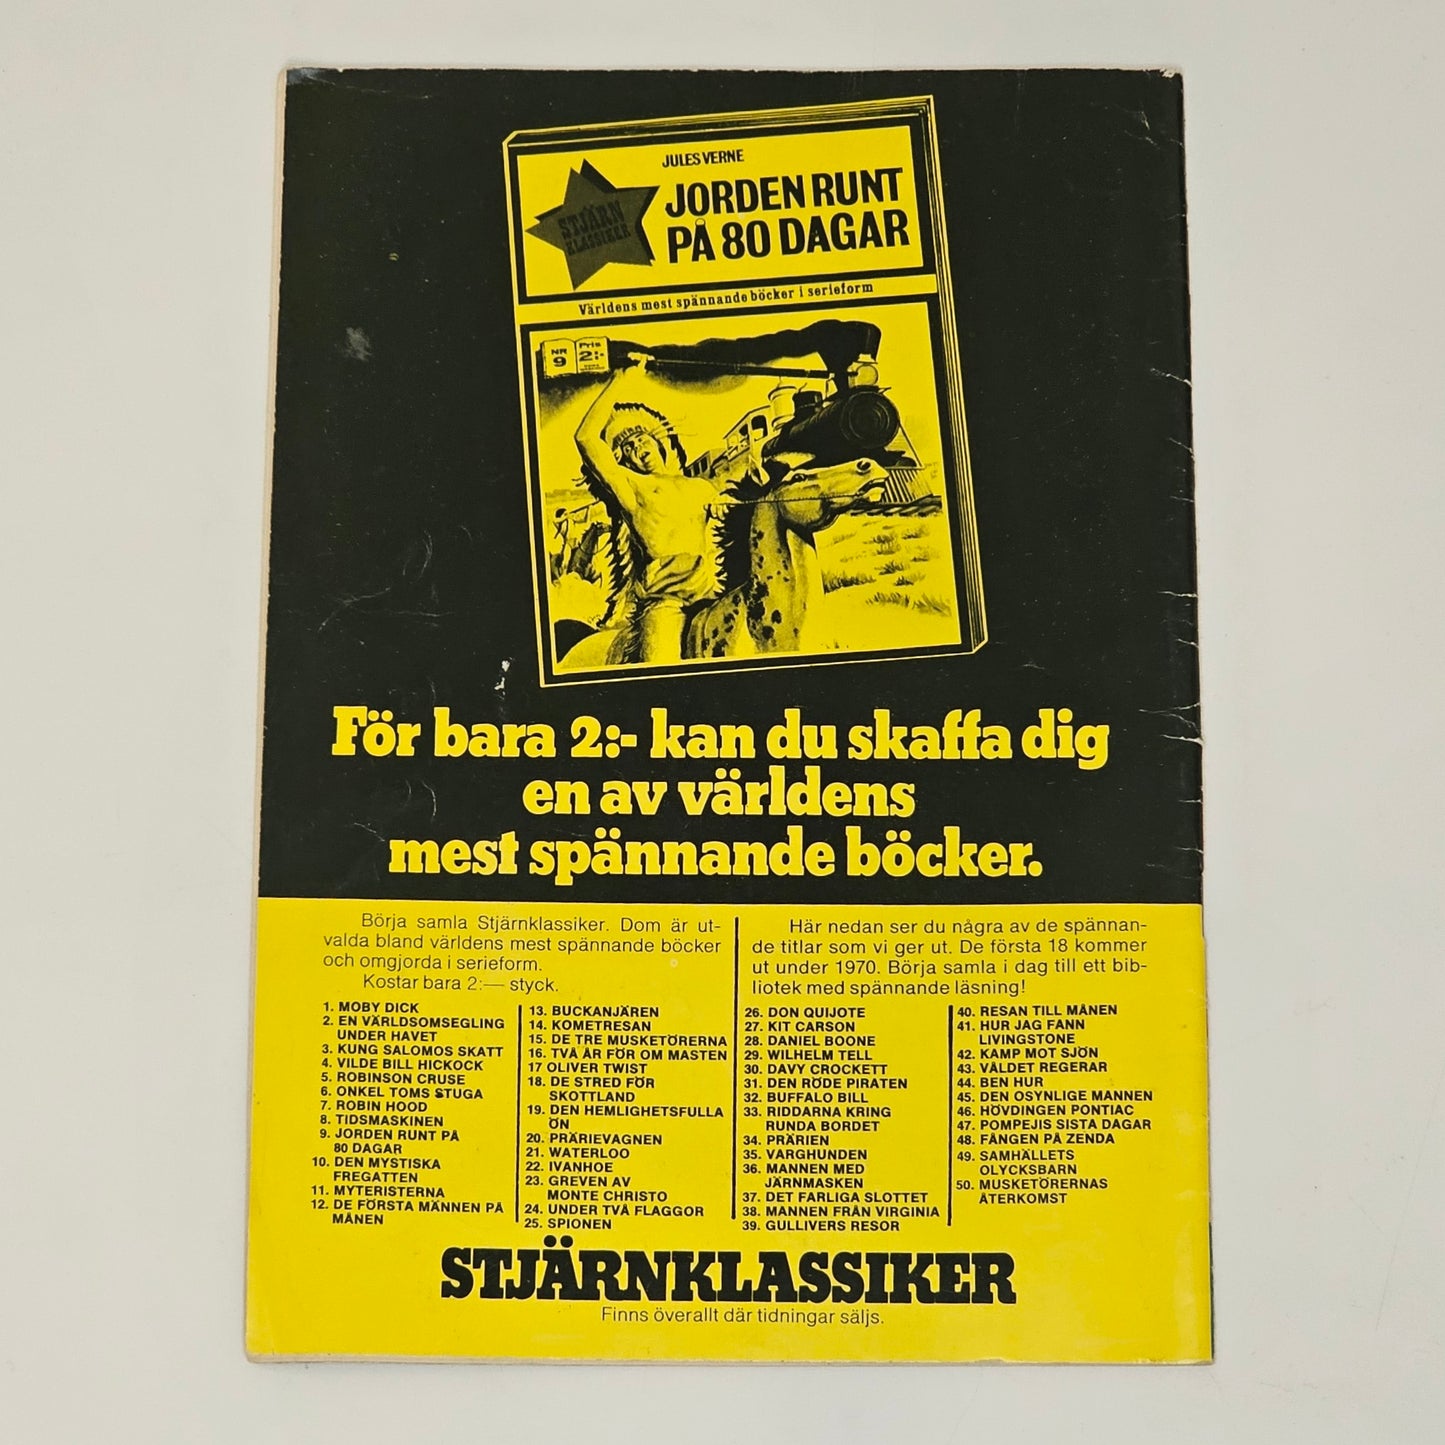 JULES VERNE
STJÄRN
KLASSIKER
JORDEN RUNT
PÅ 80 DAGAR
Världens mest spännande böcker i serieform
NR
9
Pris
2:-
För bara 2:- kan du skaffa dig
en av världens
mest spännande böcker.
Börja samla Stjärnklassiker. Dom är ut-
valda bland världens mest spännande böcker
och omgjorda i serieform.
Kostar bara 2:— styck.
Här nedan ser du några av de spännan-
de titlar som vi ger ut. De första 18 kommer
ut under 1970. Börja samla i dag till ett bib-
liotek med spännande läsning!
1. MOBY DICK
2. EN VÄRLDSOMSEGLING
UNDER HAVET
3. KUNG SALOMOS SKATT
4. VILDE BILL HICKOCK
5. ROBINSON CRUSE
6. ONKEL TOMS STUGA
7. ROBIN HOOD
8. TIDSMASKINEN
9. JORDEN RUNT PÅ
80 DAGAR
10. DEN MYSTISKA
FREGATTEN
11. MYTERISTERNA
12. DE FÖRSTA MÄNNEN PÅ
MÅNEN
13. BUCKANJÄREN
14. KOMETRESAN
15. DE TRE MUSKETÖRERNA
16. TVÅ ÅR FÖR OM MASTEN
17 OLIVER TWIST
18. DE STRED FÖR
SKOTTLAND
19. DEN HEMLIGHETSFULLA
ÖN
20. PRÄRIEVAGNEN
21. WATERLOO
22. IVANHOE
23. GREVEN AV
MONTE CHRISTO
24. UNDER TVÅ FLAGGOR
25. SPIONEN
26. DON QUIJOTE
27. KIT CARSON
28. DANIEL BOONE
29. WILHELM TELL
30. DAVY CROCKETT
31. DEN RÖDE PIRATEN
32. BUFFALO BILL
33. RIDDARNA KRING
RUNDA BORDET
34. PRÄRIEN
35. VARGHUNDEN
36. MANNEN MED
JÄRNMASKEN
37. DET FARLIGA SLOTTET
38. MANNEN FRÅN VIRGINIA
39. GULLIVERS RESOR
40. RESAN TILL MÅNEN
41. HUR JAG FANN
LIVINGSTONE
42. KAMP MOT SJÖN
43. VÅLDET REGERAR
44. BEN HUR
45. DEN OSYNLIGE MANNEN
46. HÖVDINGEN PONTIAC
47. POMPEJIS SISTA DAGAR
48. FÅNGEN PÅ ZENDA
49. SAMHÄLLETS
OLYCKSBARN
50. MUSKETÖRERNAS
ÅTERKOMST
STJÄRNKLASSIKER
Finns överallt där tidningar säljs.